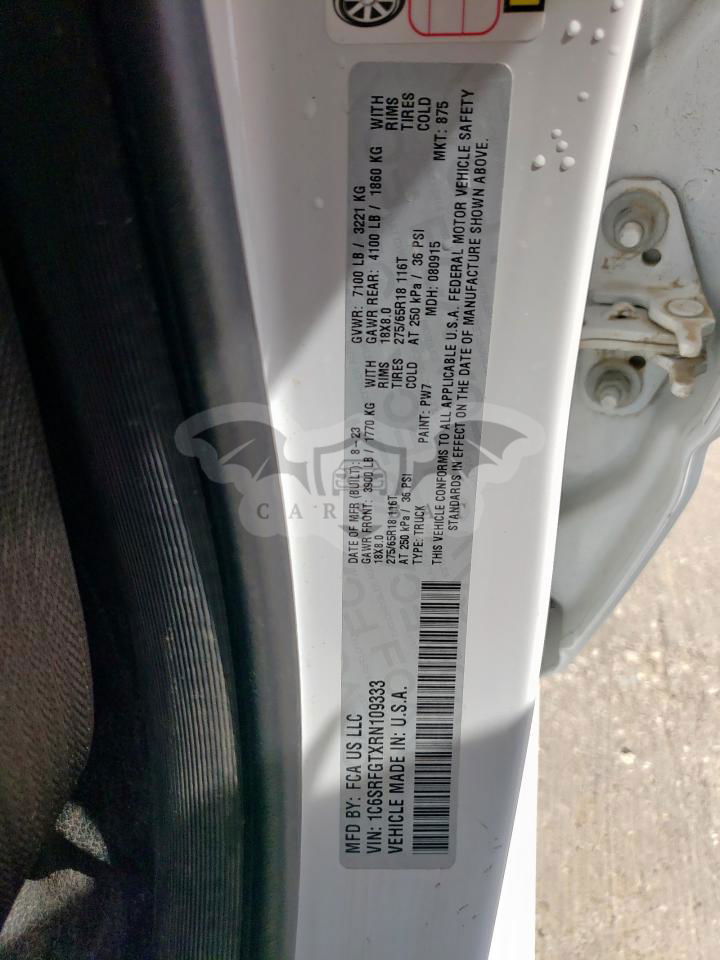 MFD BY: FCA US LLC
VIN: 1C6SRFGTXRN109333
VEHICLE MADE IN: U.S.A.
DATE OF MFR (BUILT): 8-23
GAWR FRONT: 3900 LB / 1770 KG WITH
18X8.0 RIMS
275/65R18 116T TIRES
AT 250 kPa / 36 PSI COLD
TYPE: TRUCK PAINT: PW7
GVWR: 7100 LB / 3221 KG
GAWR REAR: 4100 LB / 1860 KG WITH
18X8.0 RIMS
275/65R18 116T TIRES
AT 250 kPa / 36 PSI COLD
MDH: 080915 MKT: 875
THIS VEHICLE CONFORMS TO ALL APPLICABLE U.S.A. FEDERAL MOTOR VEHICLE SAFETY
STANDARDS IN EFFECT ON THE DATE OF MANUFACTURE SHOWN ABOVE.